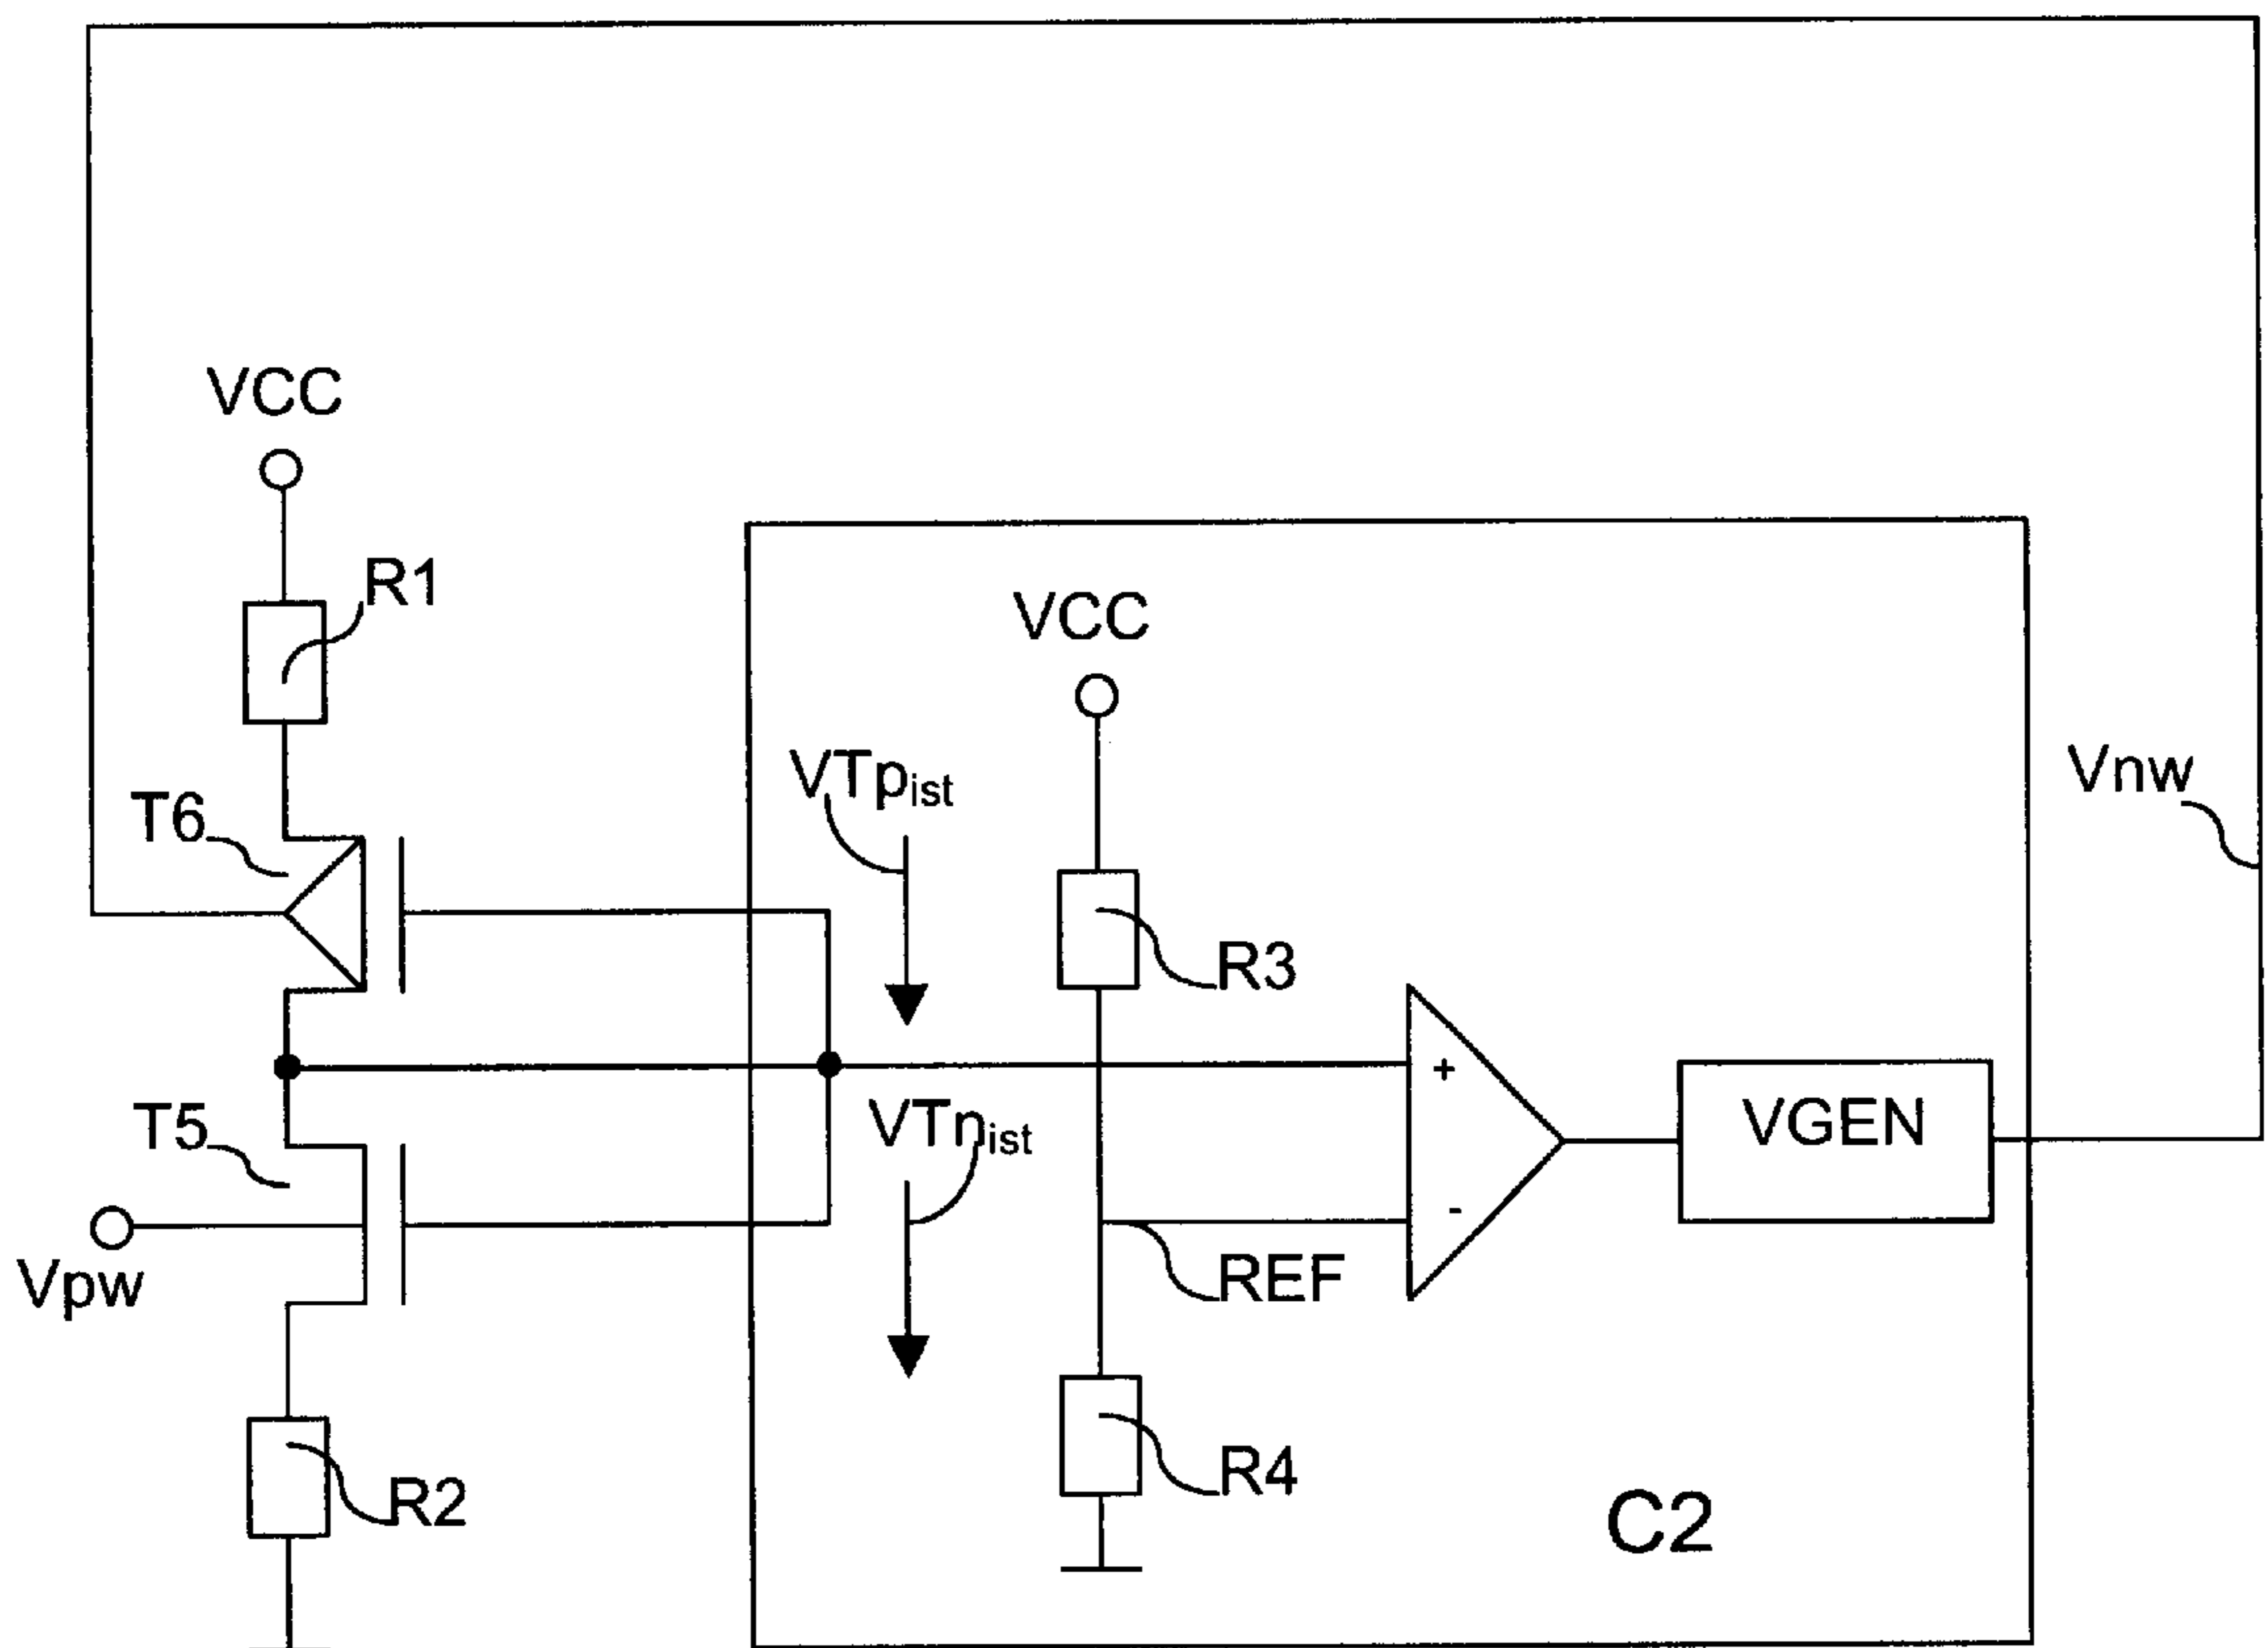 VCC
R1
VCC
VTpist
Vnw
T6
R3
+
T5
VTnist
VGEN
-
REF
Vpw
R4
R2
C2